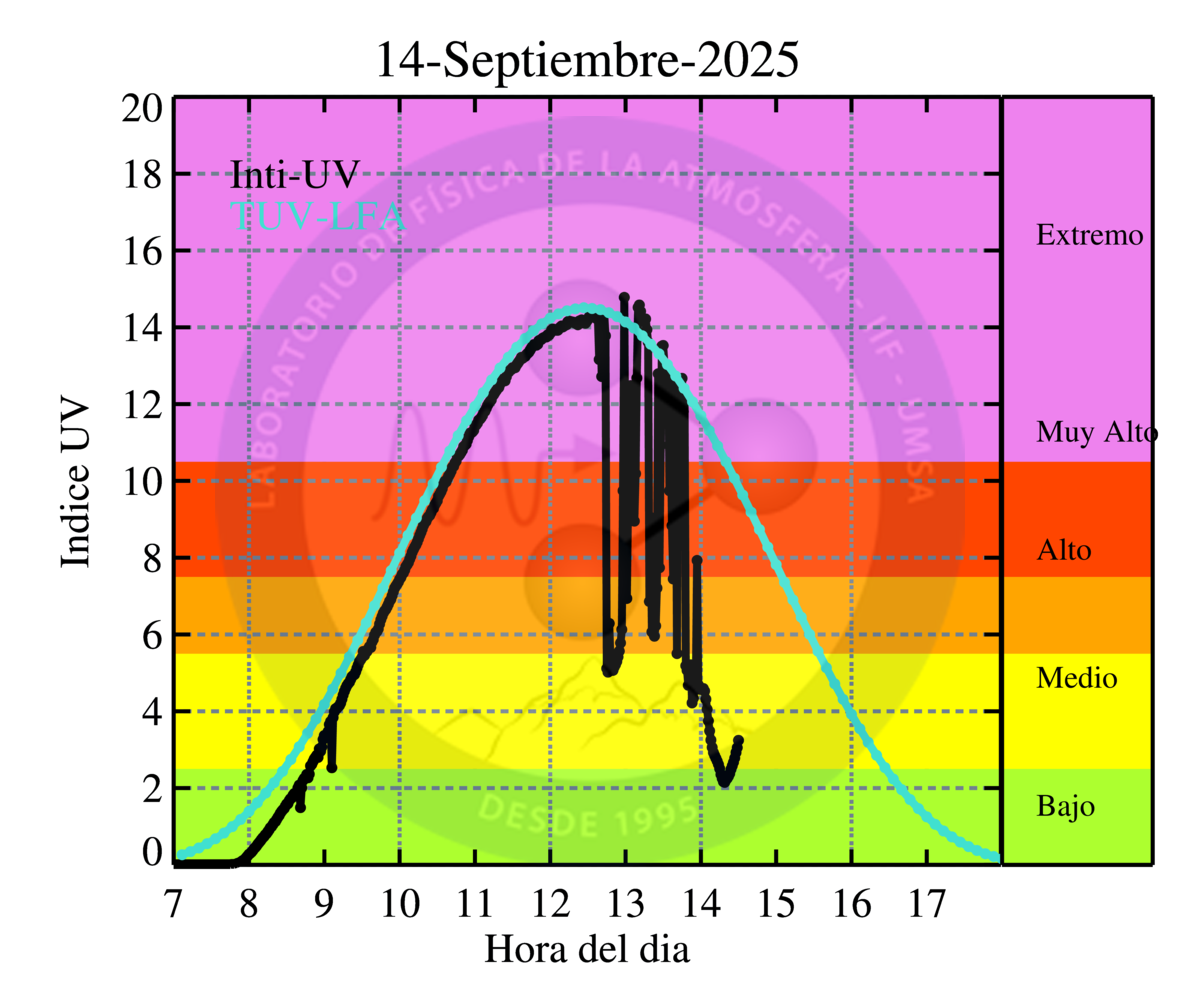 14-Septiembre-2025
20
18
16
14
12
10
8
6
4
2
0
Indice UV
Inti-UV
TUV-LFA
LABORATORIO DE FÍSICA DE LA ATMÓSFERA - IIF - UMSA
DESDE 1995
Extremo
Muy Alto
Alto
Medio
Bajo
7 8 9 10 11 12 13 14 15 16 17
Hora del dia